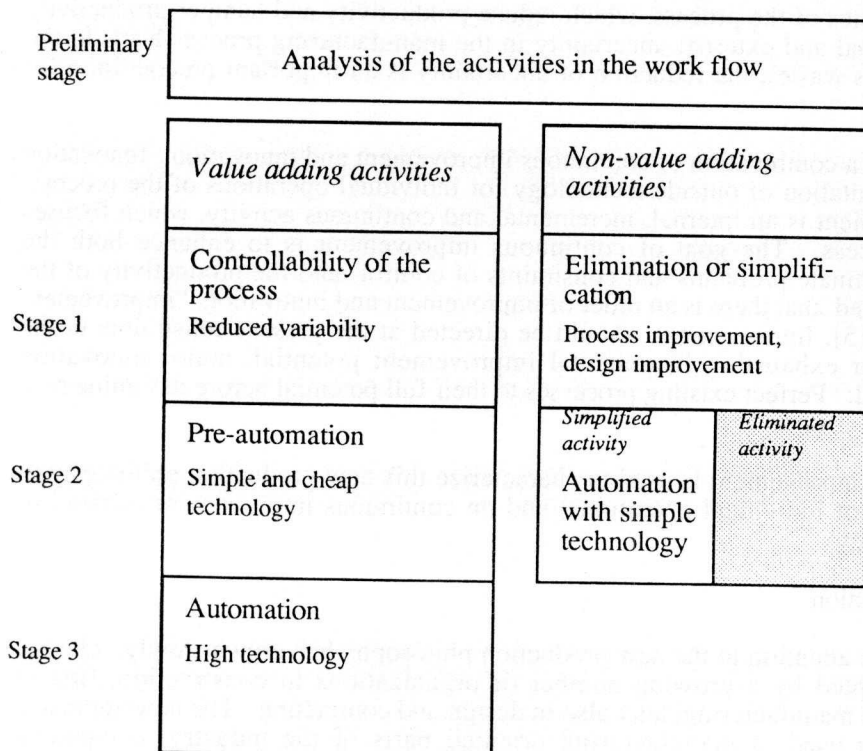 Preliminary
stage
Analysis of the activities in the work flow
Value adding activities
Non-value adding
activities
Stage 1
Controllability of the
process
Reduced variability
Elimination or simplifi-
cation
Process improvement,
design improvement
Stage 2
Pre-automation
Simple and cheap
technology
Simplified
activity
Automation
with simple
technology
Eliminated
activity
Stage 3
Automation
High technology